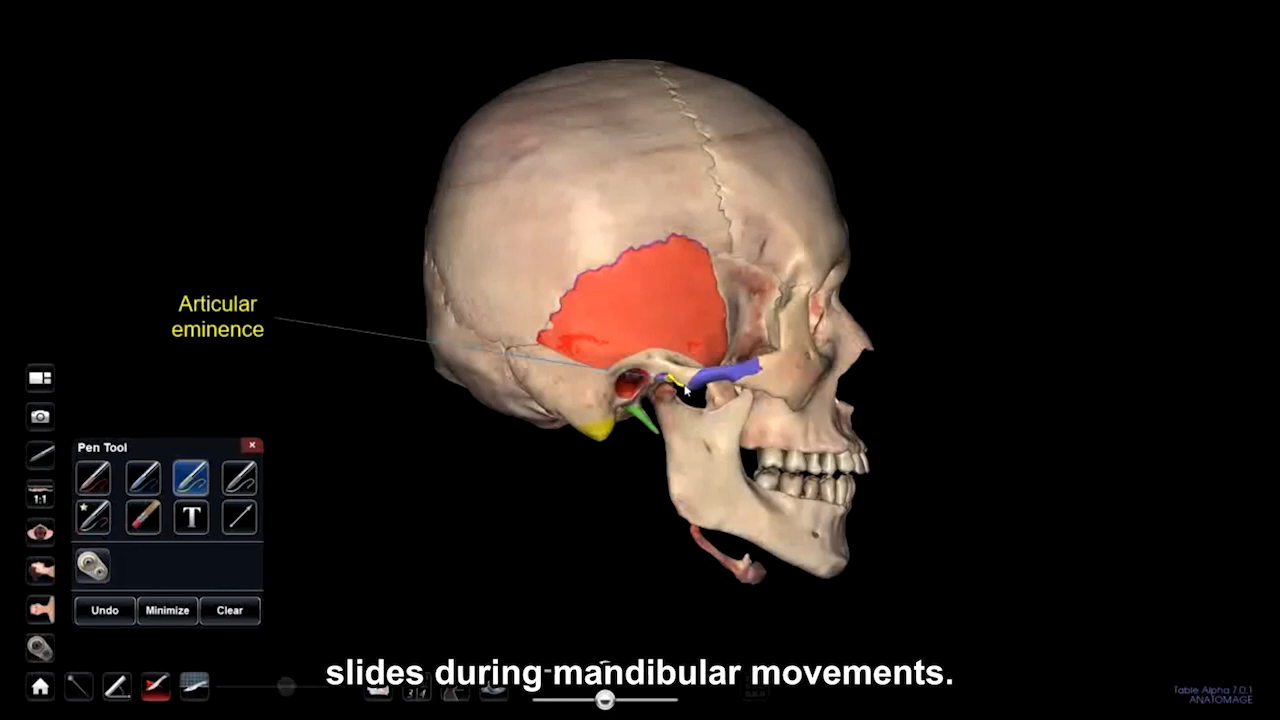 Articular
eminence
Pen Tool
1:1
T
Undo
Minimize
Clear
slides during mandibular movements.
Table Alpha 7.0.1
ANATOMAGE